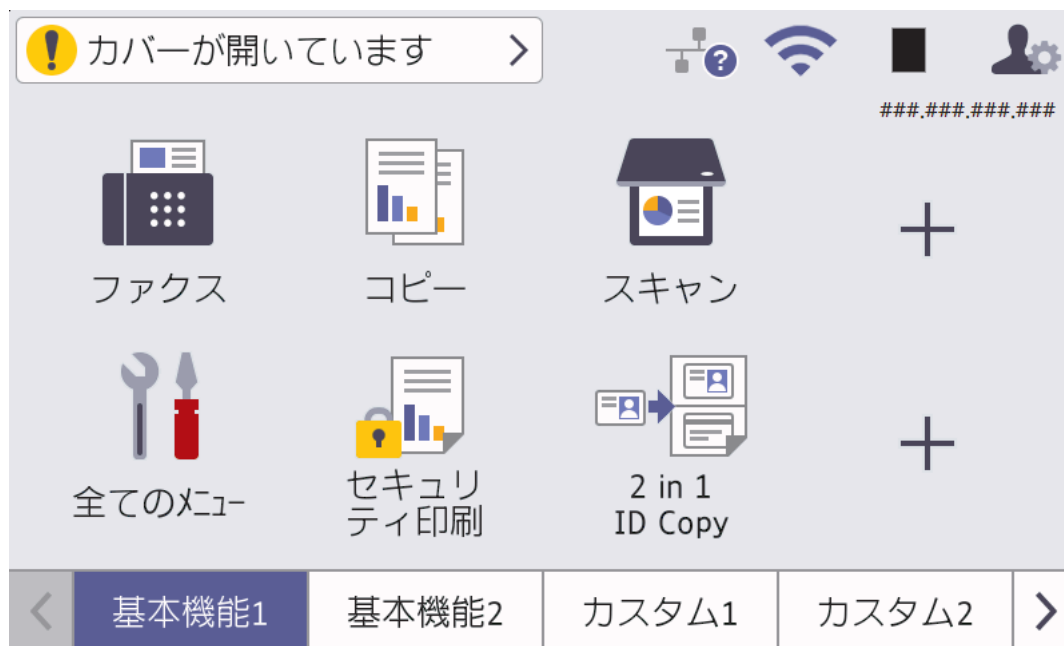 カバーが開いています
###.###.###.###
ファクス
コピー
スキャン
全てのﾒﾆｭｰ
セキュリ
ティ印刷
2 in 1
ID Copy
基本機能1
基本機能2
カスタム1
カスタム2